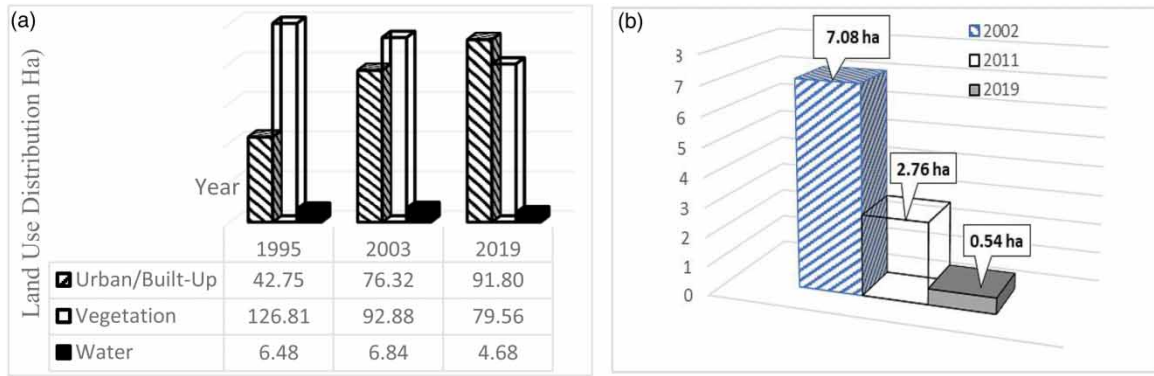 (a)
Land Use Distribution Ha)
Year
1995 2003 2019
Urban/Built-Up 42.75 76.32 91.80
Vegetation 126.81 92.88 79.56
Water 6.48 6.84 4.68
(b)
7.08 ha
2.76 ha
0.54 ha
2002
2011
2019
8
7
6
5
4
3
2
1
0